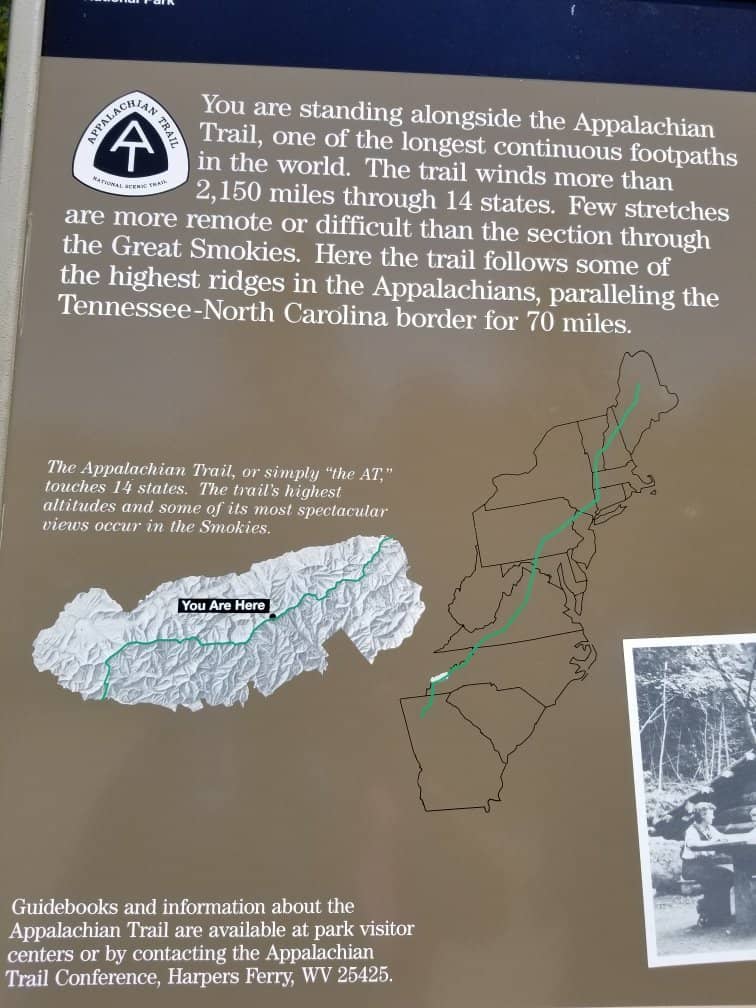 National Park
APPALACHIAN TRAIL
AT
NATIONAL SCENIC TRAIL
You are standing alongside the Appalachian
Trail, one of the longest continuous footpaths
in the world. The trail winds more than
2,150 miles through 14 states. Few stretches
are more remote or difficult than the section through
the Great Smokies. Here the trail follows some of
the highest ridges in the Appalachians, paralleling the
Tennessee-North Carolina border for 70 miles.
The Appalachian Trail, or simply "the AT,"
touches 14 states. The trail's highest
altitudes and some of its most spectacular
views occur in the Smokies.
You Are Here
Guidebooks and information about the
Appalachian Trail are available at park visitor
centers or by contacting the Appalachian
Trail Conference, Harpers Ferry, WV 25425.